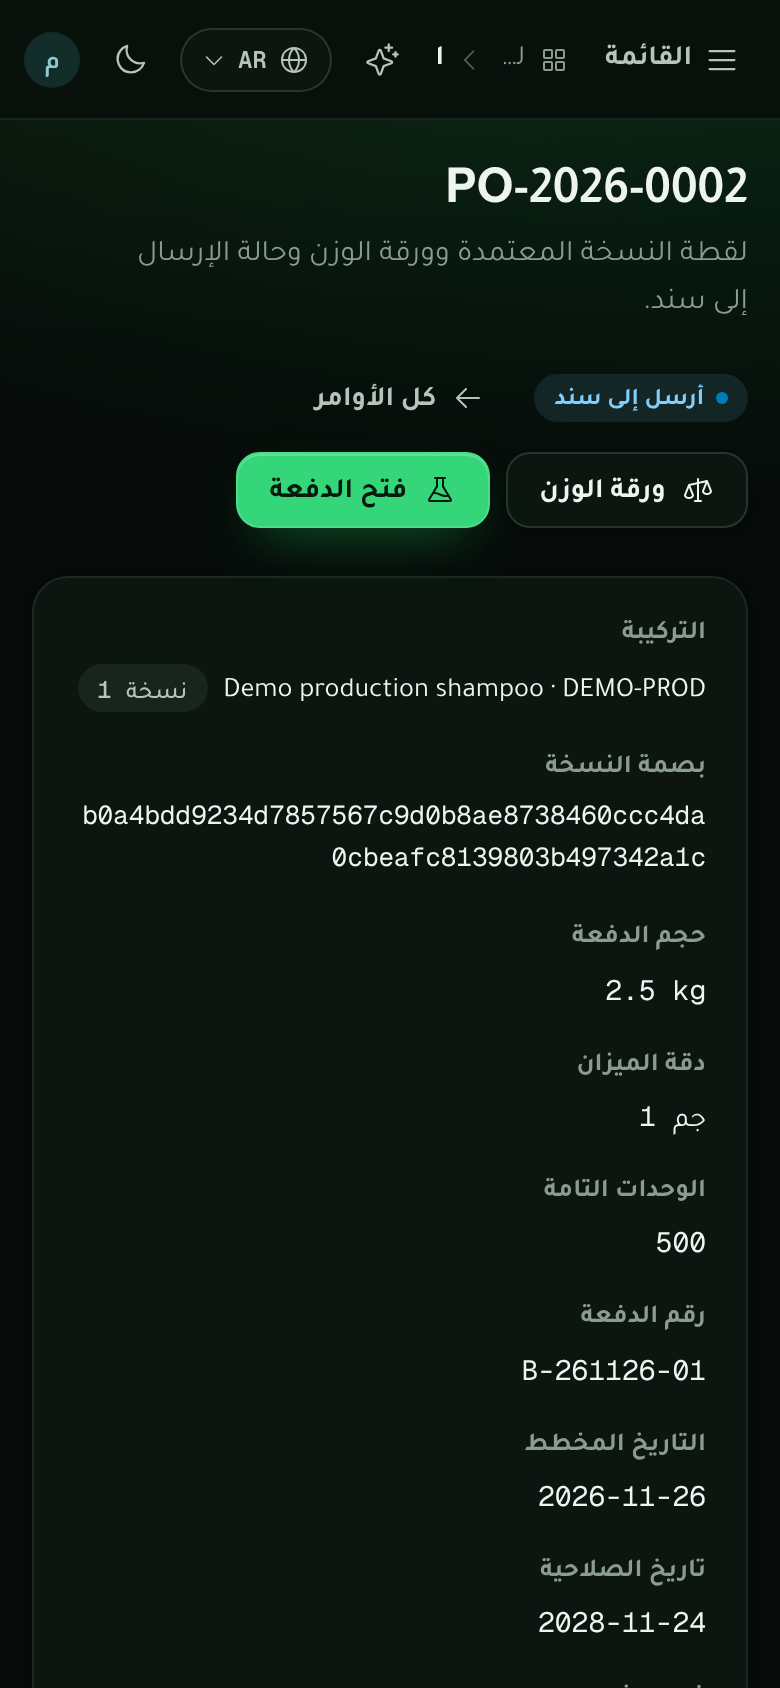 القائمة
لـ...
ا
AR
م
PO-2026-0002
لقطة النسخة المعتمدة وورقة الوزن وحالة الإرسال
إلى سند.
أرسل إلى سند
كل الأوامر
ورقة الوزن
فتح الدفعة
التركيبة
Demo production shampoo · DEMO-PROD
نسخة 1
بصمة النسخة
b0a4bdd9234d7857567c9d0b8ae8738460ccc4da
0cbeafc8139803b497342a1c
حجم الدفعة
2.5 kg
دقة الميزان
1 جم
الوحدات التامة
500
رقم الدفعة
B-261126-01
التاريخ المخطط
2026-11-26
تاريخ الصلاحية
2028-11-24